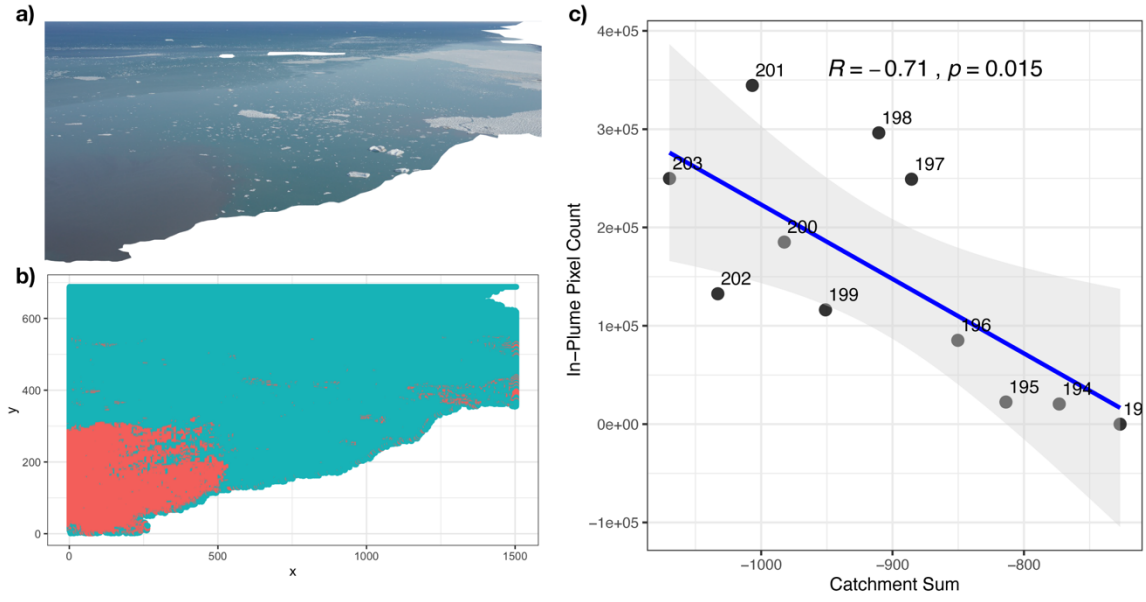 a)
b)
600
400
200
0
y
0
500
1000
1500
x
c)
4e+05
3e+05
2e+05
1e+05
0e+00
−1e+05
In−Plume Pixel Count
R = −0.71 , p = 0.015
201
198
197
203
200
202
199
196
195
194
19
−1000
−900
−800
Catchment Sum